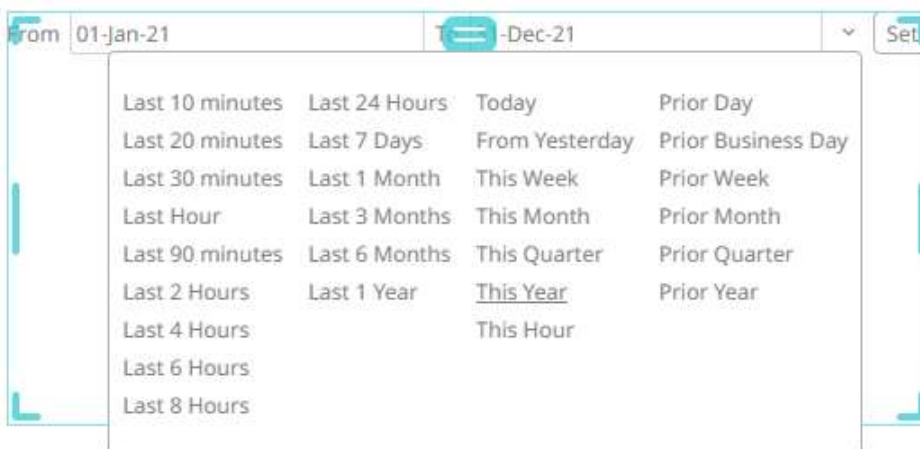 From 01-Jan-21 -Dec-21 Set
Last 10 minutes Last 24 Hours Today Prior Day
Last 20 minutes Last 7 Days From Yesterday Prior Business Day
Last 30 minutes Last 1 Month This Week Prior Week
Last Hour Last 3 Months This Month Prior Month
Last 90 minutes Last 6 Months This Quarter Prior Quarter
Last 2 Hours Last 1 Year This Year Prior Year
Last 4 Hours This Hour
Last 6 Hours
Last 8 Hours